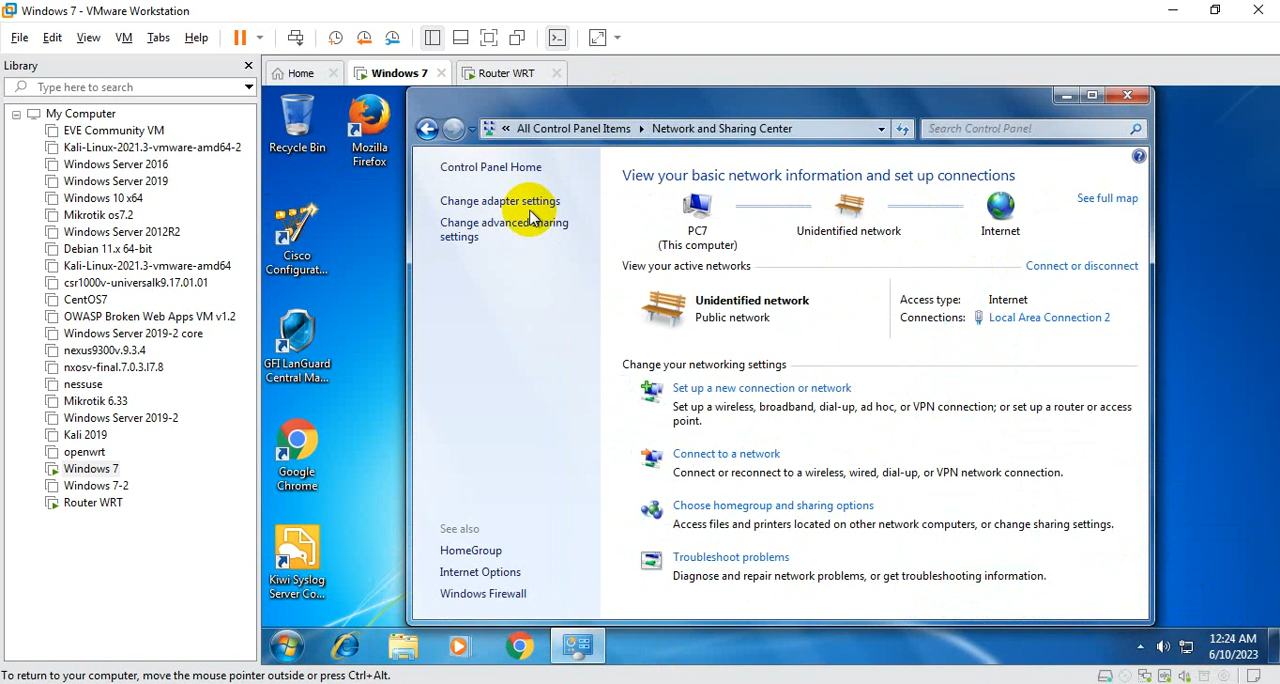 Windows 7 - VMware Workstation
File Edit View VM Tabs Help
Library
Type here to search
My Computer
EVE Community VM
Kali-Linux-2021.3-vmware-amd64-2
Windows Server 2016
Windows Server 2019
Windows 10 x64
Mikrotik os7.2
Windows Server 2012R2
Debian 11.x 64-bit
Kali-Linux-2021.3-vmware-amd64
csr1000v-universalk9.17.01.01
CentOS7
OWASP Broken Web Apps VM v1.2
Windows Server 2019-2 core
nexus9300v.9.3.4
nxosv-final.7.0.3.I7.8
nessuse
Mikrotik 6.33
Windows Server 2019-2
Kali 2019
openwrt
Windows 7
Windows 7-2
Router WRT
Home
Windows 7
Router WRT
Recycle Bin
Mozilla
Firefox
Cisco
Configurat...
GFI LanGuard
Central Ma...
Google
Chrome
Kiwi Syslog
Server Co...
« All Control Panel Items Network and Sharing Center
Search Control Panel
Control Panel Home
Change adapter settings
Change advanced sharing
settings
See also
HomeGroup
Internet Options
Windows Firewall
View your basic network information and set up connections
See full map
PC7
(This computer)
Unidentified network
Internet
View your active networks
Connect or disconnect
Unidentified network
Public network
Access type: Internet
Connections: Local Area Connection 2
Change your networking settings
Set up a new connection or network
Set up a wireless, broadband, dial-up, ad hoc, or VPN connection; or set up a router or access
point.
Connect to a network
Connect or reconnect to a wireless, wired, dial-up, or VPN network connection.
Choose homegroup and sharing options
Access files and printers located on other network computers, or change sharing settings.
Troubleshoot problems
Diagnose and repair network problems, or get troubleshooting information.
12:24 AM
6/10/2023
To return to your computer, move the mouse pointer outside or press Ctrl+Alt.